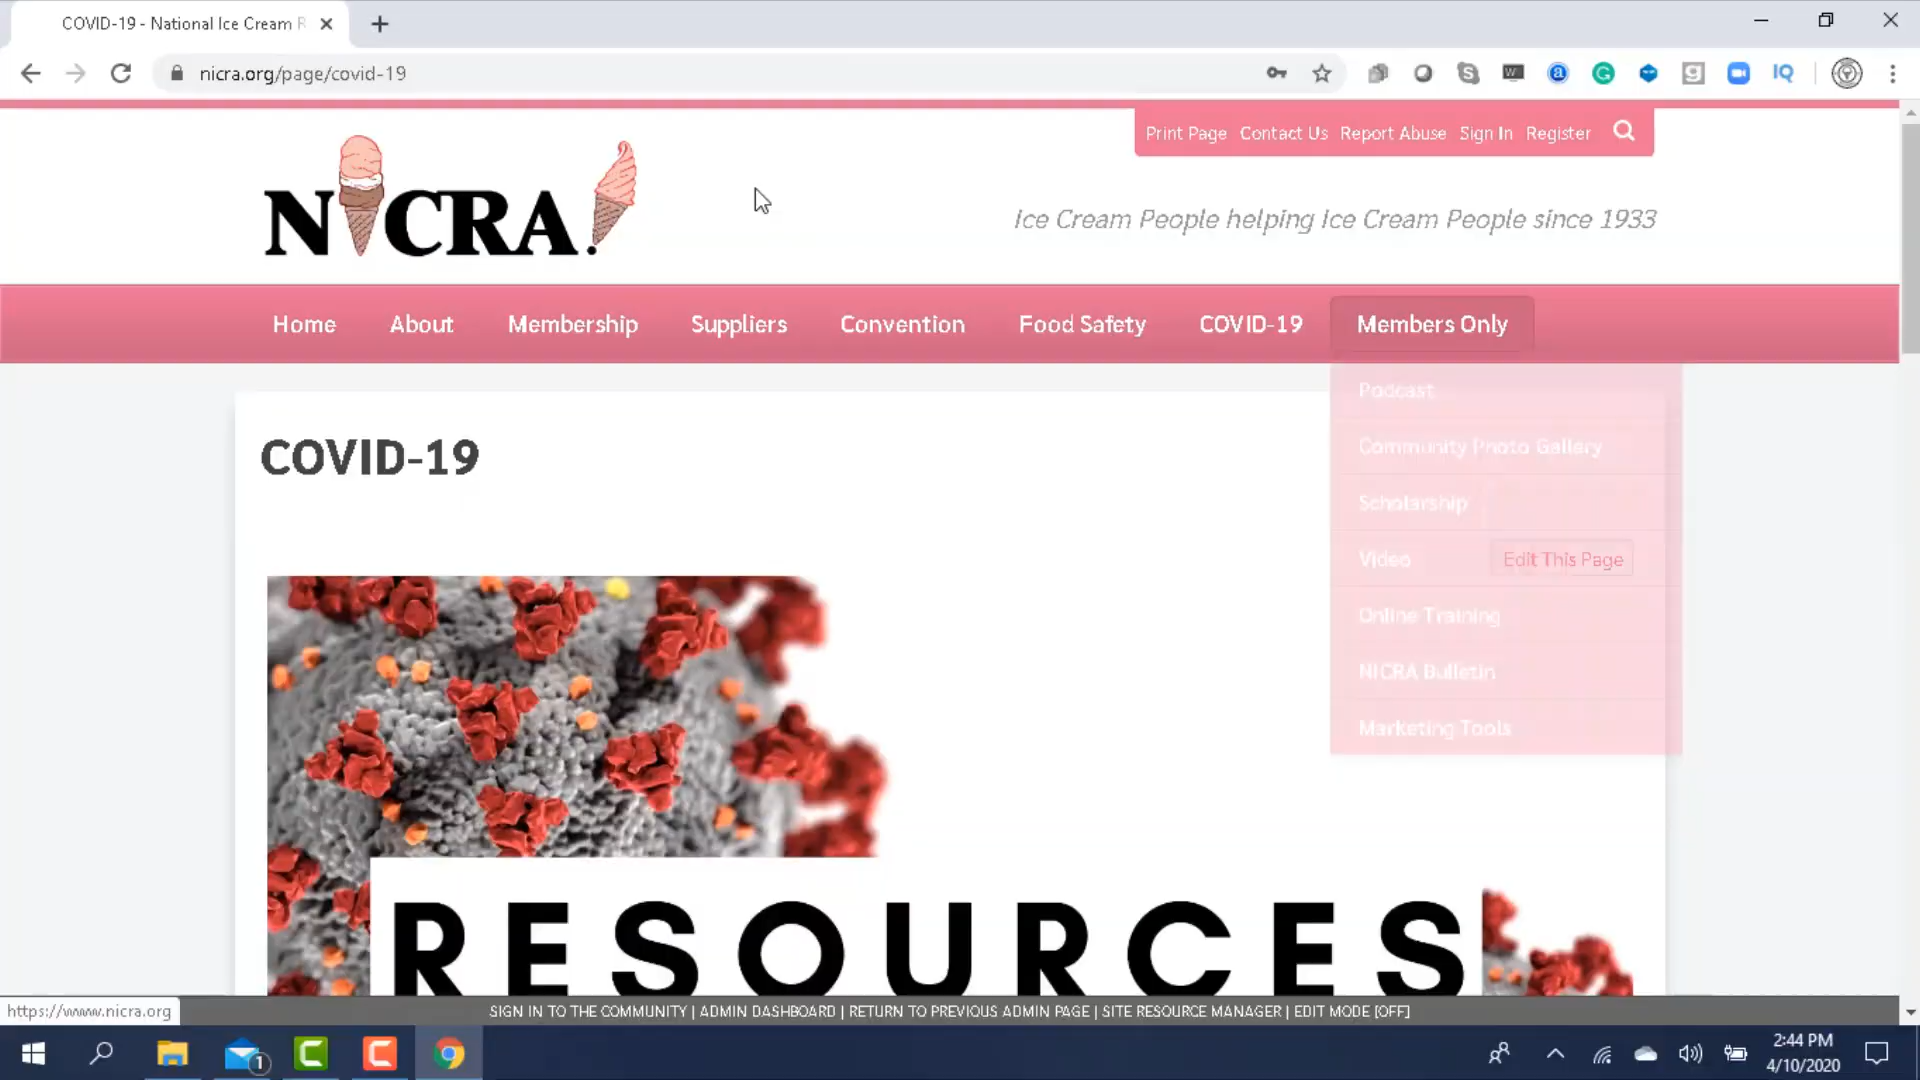 COVID-19 - National Ice Cream R
nicra.org/page/covid-19
Print Page Contact Us Report Abuse Sign In Register
NiCRA!
Ice Cream People helping Ice Cream People since 1933
Home About Membership Suppliers Convention Food Safety COVID-19 Members Only
Podcast
Community Photo Gallery
COVID-19
Scholarship
Video
Edit This Page
Online Training
NICRA Bulletin
Marketing Tools
RESOURCES
https://www.nicra.org
SIGN IN TO THE COMMUNITY | ADMIN DASHBOARD | RETURN TO PREVIOUS ADMIN PAGE | SITE RESOURCE MANAGER | EDIT MODE [OFF]
1
2:44 PM
4/10/2020